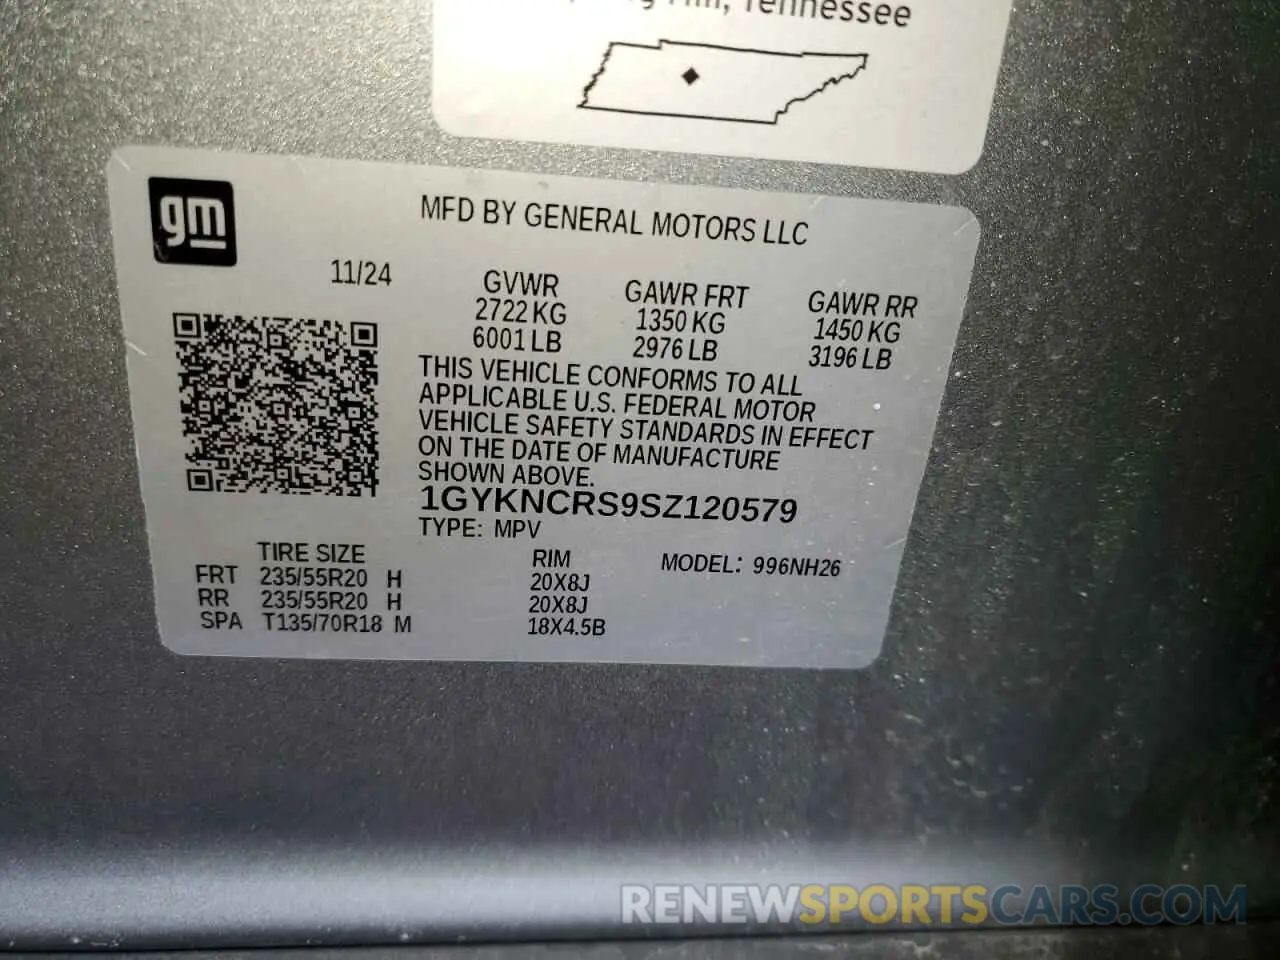 Hill, Tennessee
gm
MFD BY GENERAL MOTORS LLC
11/24
GVWR GAWR FRT GAWR RR
2722 KG 1350 KG 1450 KG
6001 LB 2976 LB 3196 LB
THIS VEHICLE CONFORMS TO ALL
APPLICABLE U.S. FEDERAL MOTOR
VEHICLE SAFETY STANDARDS IN EFFECT
ON THE DATE OF MANUFACTURE
SHOWN ABOVE.
1GYKNCRS9SZ120579
TYPE: MPV
TIRE SIZE RIM MODEL: 996NH26
FRT 235/55R20 H 20X8J
RR 235/55R20 H 20X8J
SPA T135/70R18 M 18X4.5B
RENEWSPORTSCARS.COM